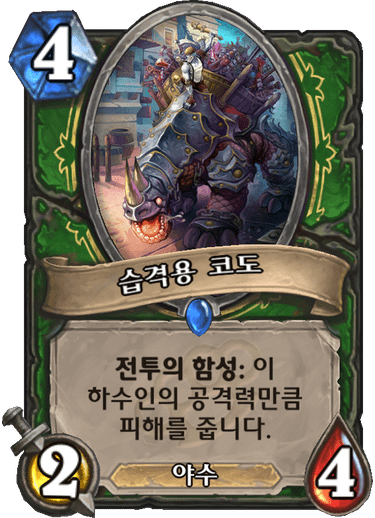 4
습격용 코도
전투의 함성: 이
하수인의 공격력만큼
피해를 줍니다.
2
야수
4